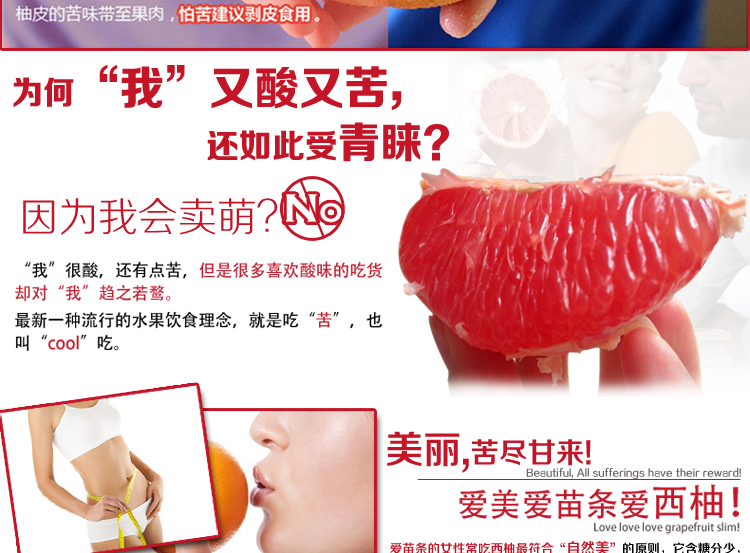 柚皮的苦味带至果肉，怕苦建议剥皮食用。
为何“我”又酸又苦，
还如此受青睐？
因为我会卖萌？No
“我”很酸，还有点苦，但是很多喜欢酸味的吃货
却对“我”趋之若鹜。
最新一种流行的水果饮食理念，就是吃“苦”，也
叫“cool”吃。
美丽，苦尽甘来！
Beautiful, All sufferings have their reward!
爱美爱苗条爱西柚！
Love love love grapefruit slim!
爱苗条的女性常吃西柚最符合“自然美”的原则，它含糖分少，